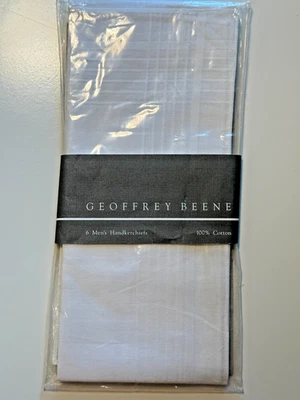 GEOFFREY BEENE
6 Men's Handkerchiefs 100% Cotton